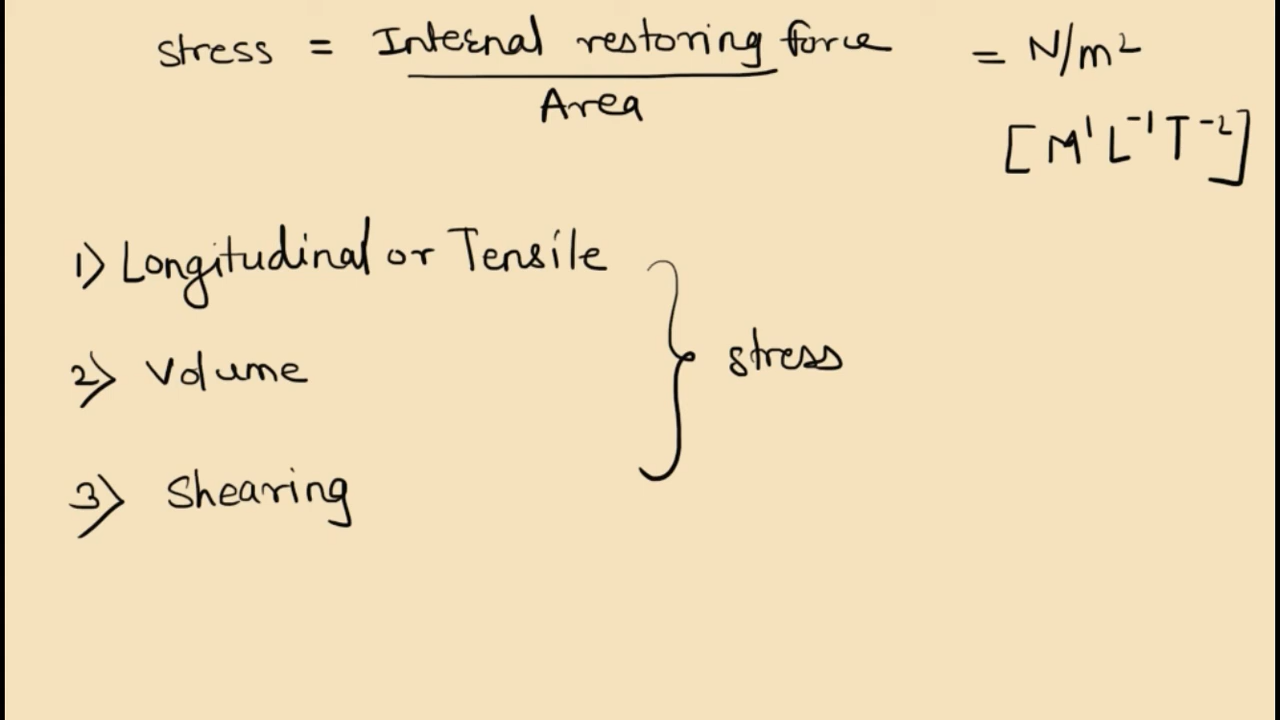 stress = Internal restoring force = N/m²
Area
[M¹L⁻¹T⁻²]
1) Longitudinal or Tensile
2) Volume
stress
3) Shearing